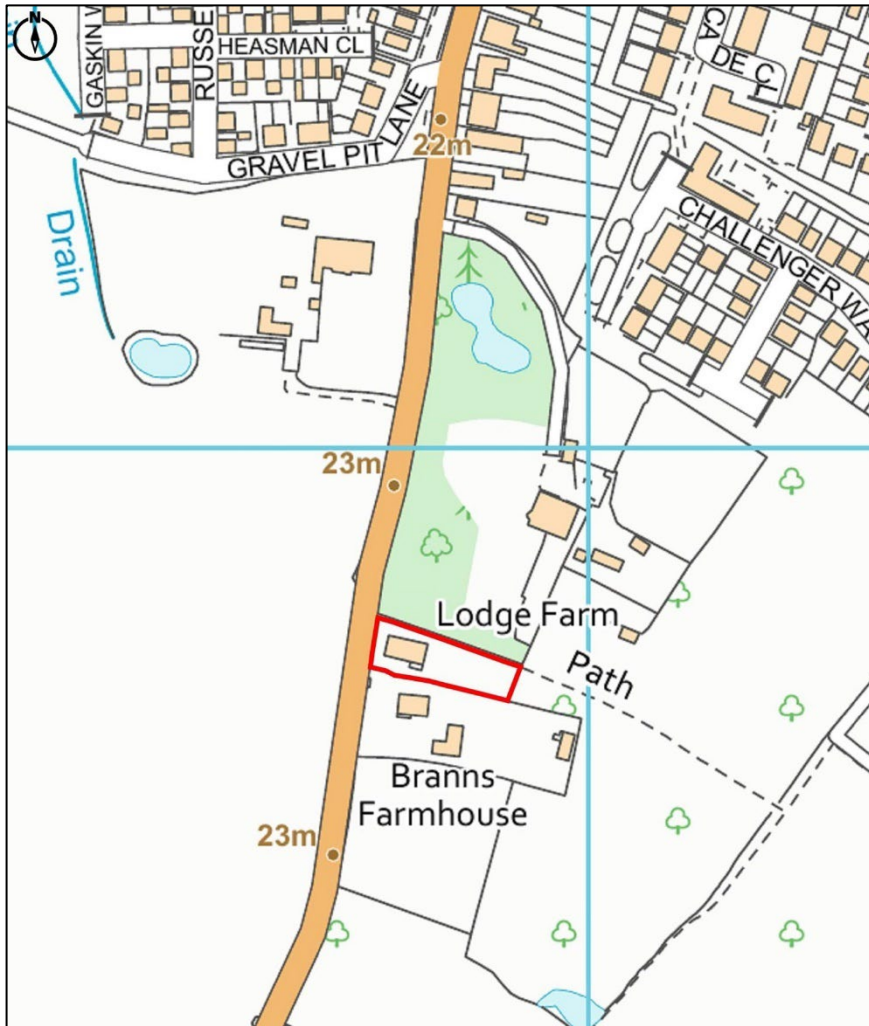 N
GASKIN W
RUSSE
HEASMAN CL
GRAVEL PIT LANE
22m
CA
DE CL
CHALLENGER WA
Drain
23m
Lodge Farm
Path
Branns
Farmhouse
23m